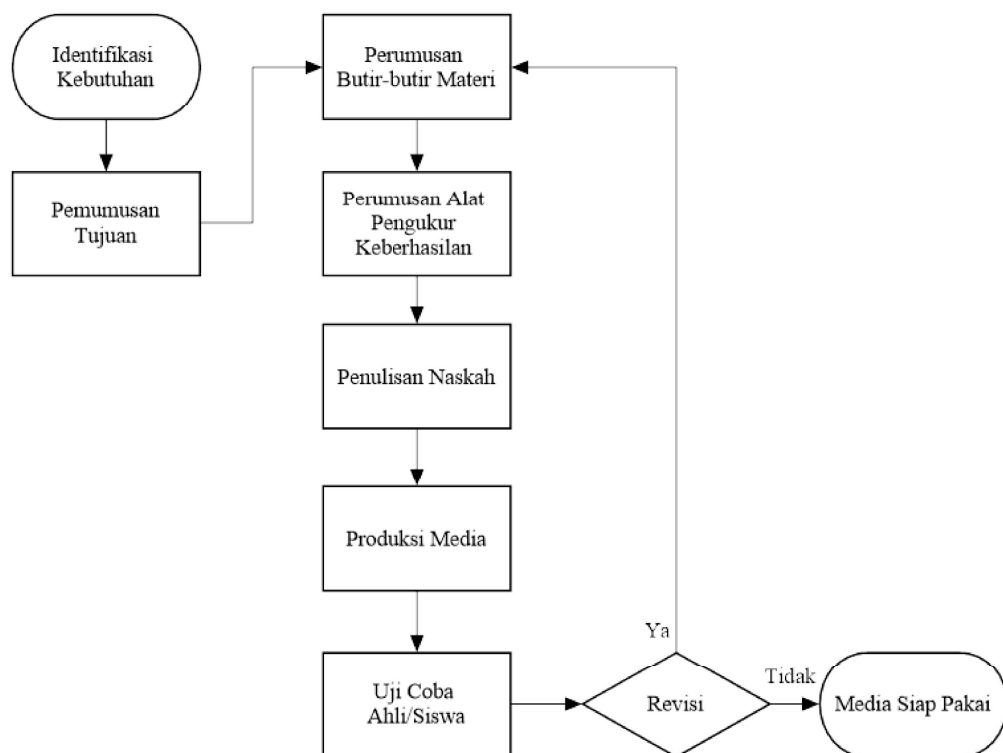 Identifikasi
Kebutuhan
Pemumusan
Tujuan
Perumusan
Butir-butir Materi
Perumusan Alat
Pengukur
Keberhasilan
Penulisan Naskah
Produksi Media
Uji Coba
Ahli/Siswa
Revisi
Ya
Tidak
Media Siap Pakai